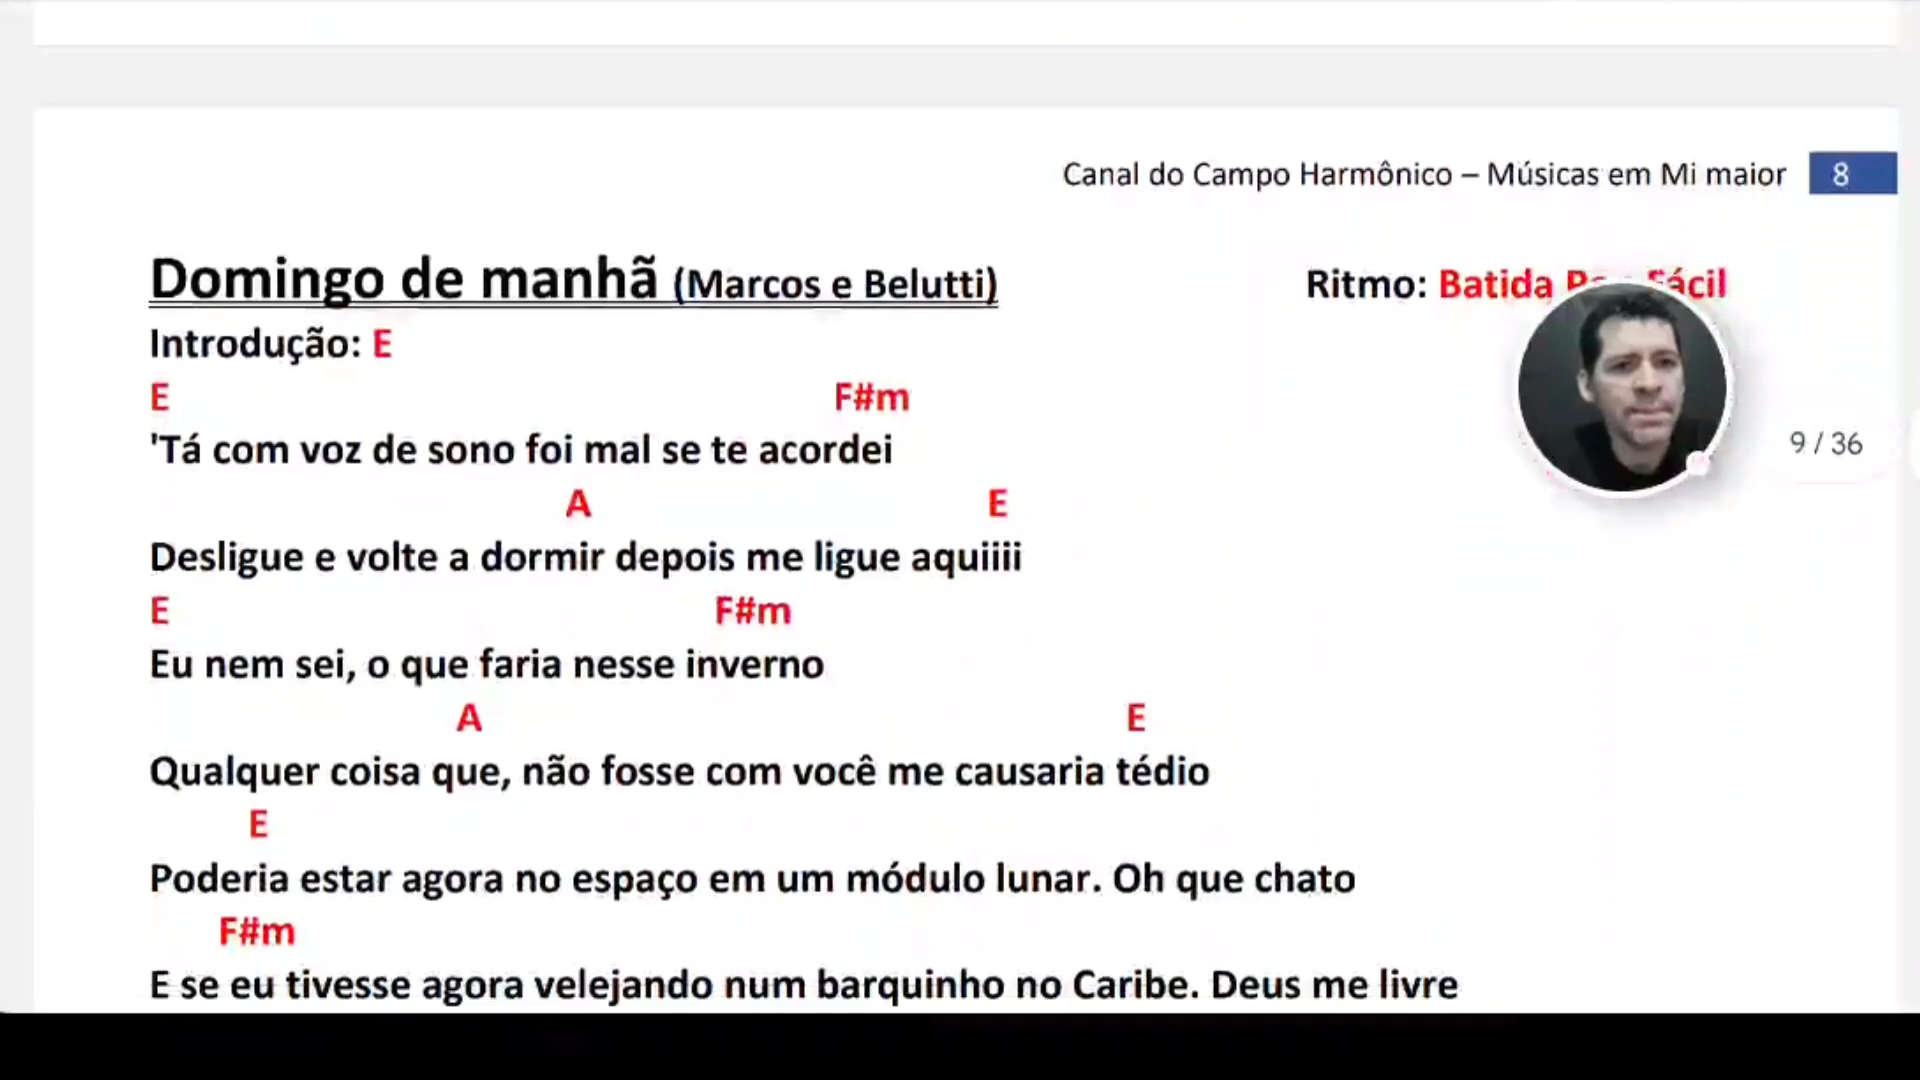 Canal do Campo Harmônico – Músicas em Mi maior 8
Domingo de manhã (Marcos e Belutti) Ritmo: Batida Fácil
Introdução: E
E F#m
'Tá com voz de sono foi mal se te acordei
9 / 36
A E
Desligue e volte a dormir depois me ligue aquiiii
E F#m
Eu nem sei, o que faria nesse inverno
A E
Qualquer coisa que, não fosse com você me causaria tédio
E
Poderia estar agora no espaço em um módulo lunar. Oh que chato
F#m
E se eu tivesse agora velejando num barquinho no Caribe. Deus me livre